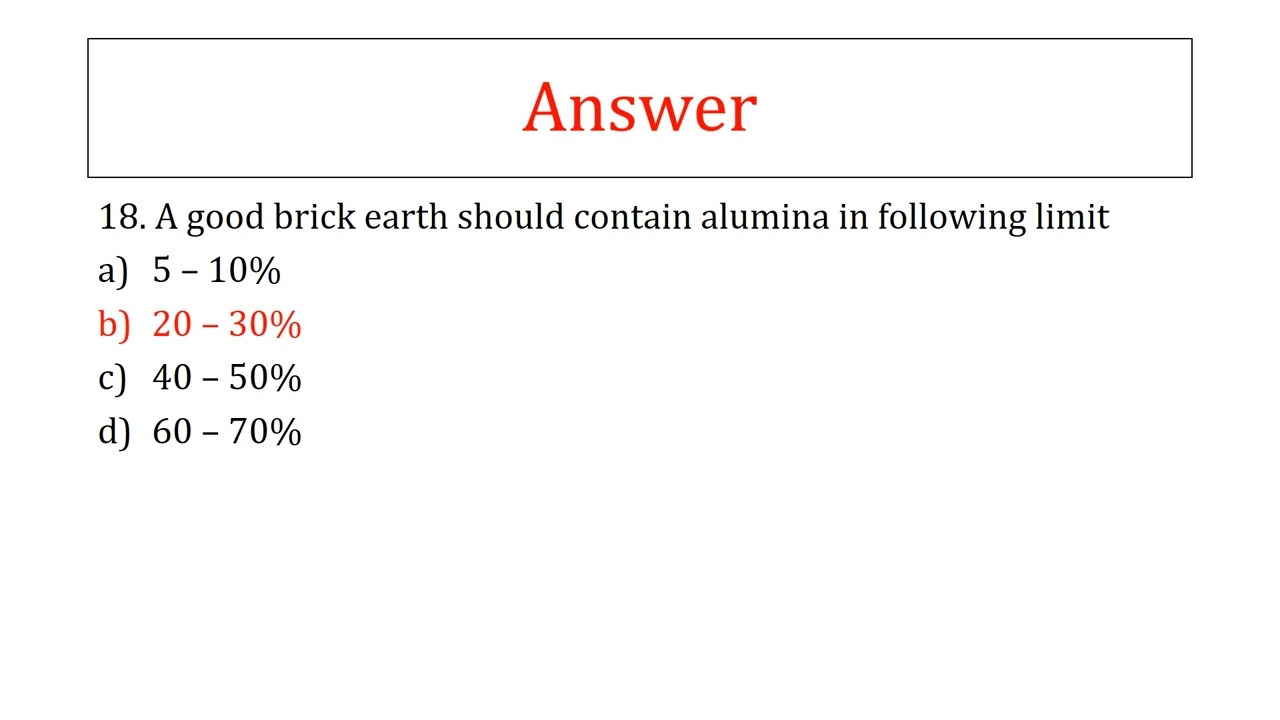 Answer
18. A good brick earth should contain alumina in following limit
a) 5 – 10%
b) 20 – 30%
c) 40 – 50%
d) 60 – 70%